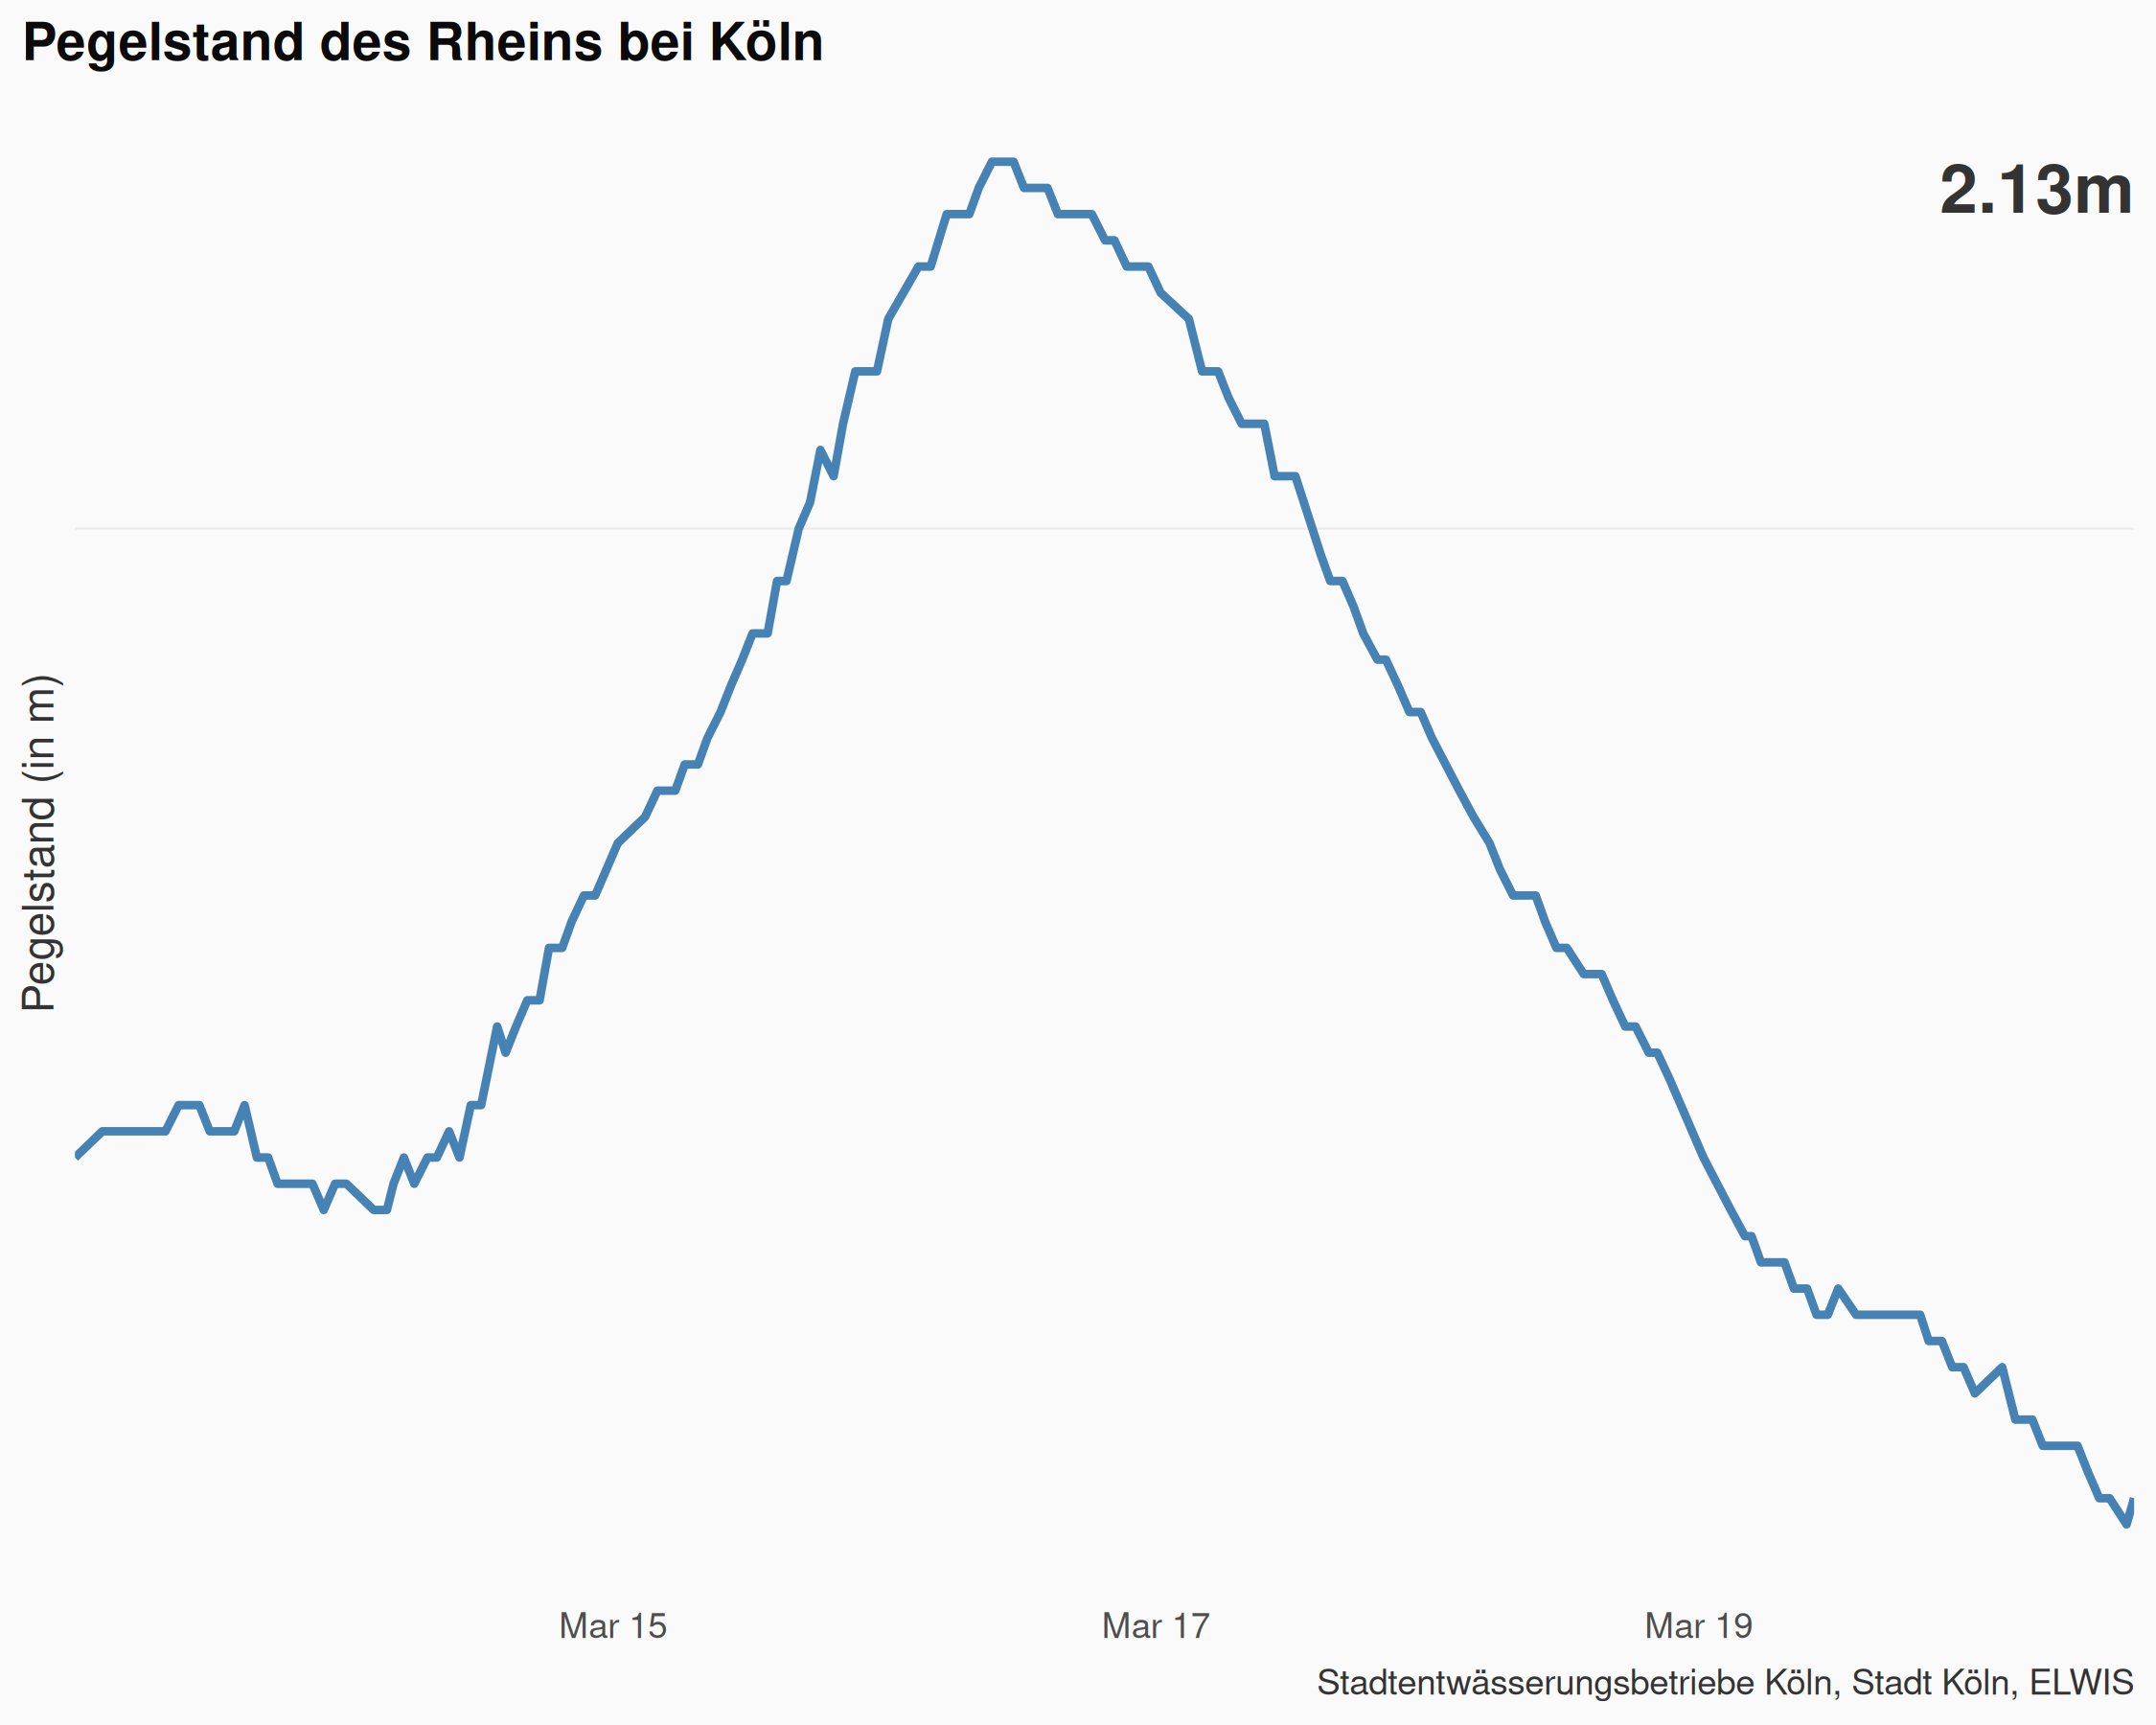 Pegelstand des Rheins bei Köln
2.13m
Pegelstand (in m)
Mar 15
Mar 17
Mar 19
Stadtentwässerungsbetriebe Köln, Stadt Köln, ELWIS